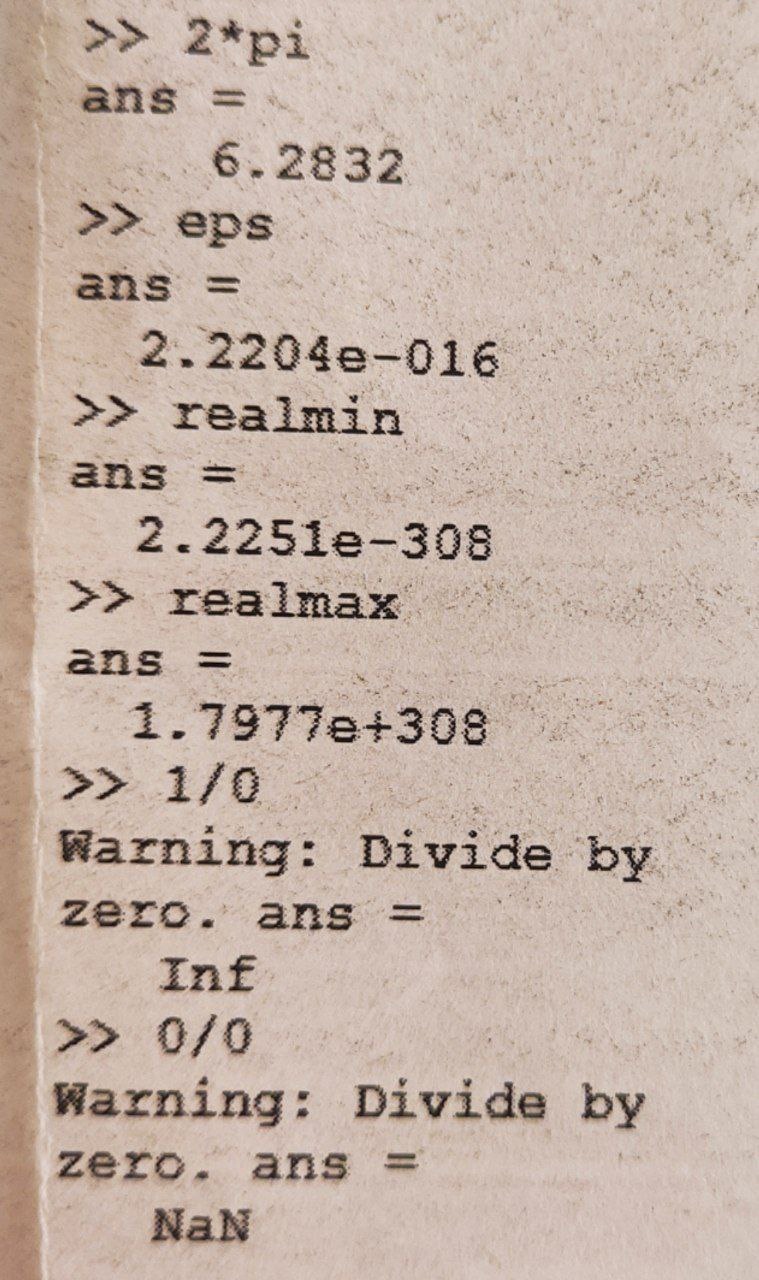 >> 2*pi
ans =
6.2832
>> eps
ans =
2.2204e-016
>> realmin
ans =
2.2251e-308
>> realmax
ans =
1.7977e+308
>> 1/0
Warning: Divide by
zero. ans =
Inf
>> 0/0
Warning: Divide by
zero. ans =
NaN